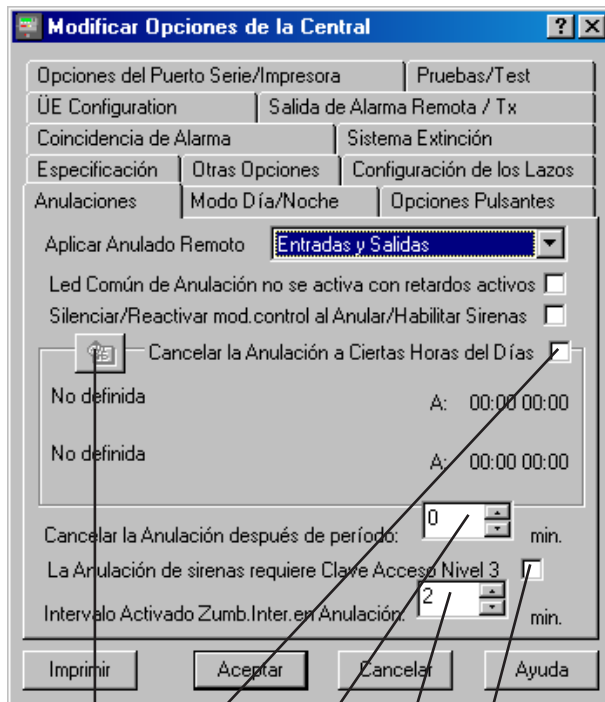 Modificar Opciones de la Central
Opciones del Puerto Serie/Impresora Pruebas/Test
ÜE Configuration Salida de Alarma Remota / Tx
Coincidencia de Alarma Sistema Extinción
Especificación Otras Opciones Configuración de los Lazos
Anulaciones Modo Día/Noche Opciones Pulsantes
Aplicar Anulado Remoto Entradas y Salidas
Led Común de Anulación no se activa con retardos activos
Silenciar/Reactivar mod.control al Anular/Habilitar Sirenas
Cancelar la Anulación a Ciertas Horas del Días
No definida A: 00:00 00:00
No definida A: 00:00 00:00
Cancelar la Anulación después de período: 0 min.
La Anulación de sirenas requiere Clave Acceso Nivel 3
Intervalo Activado Zumb.Inter.en Anulación: 2 min.
Imprimir Aceptar Cancelar Ayuda